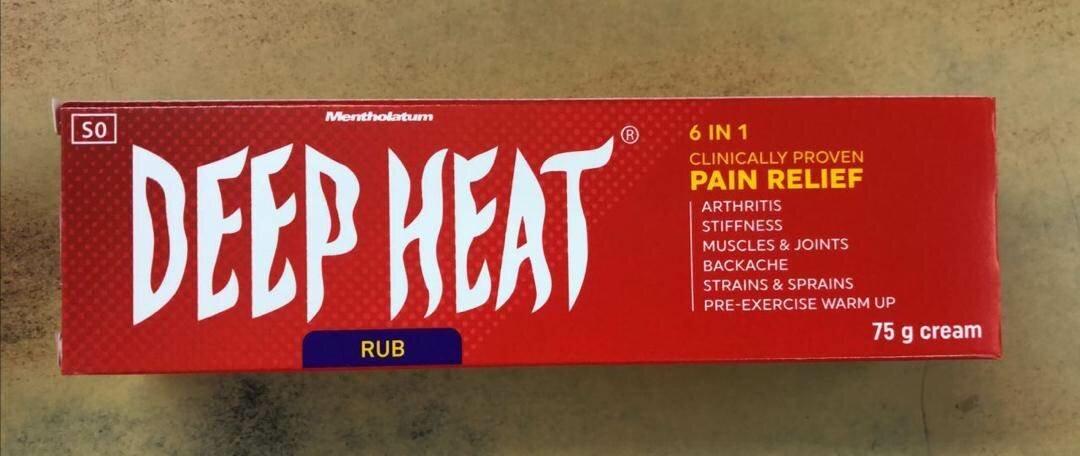 S0
Mentholatum
DEEP HEAT®
RUB
6 IN 1
CLINICALLY PROVEN
PAIN RELIEF
ARTHRITIS
STIFFNESS
MUSCLES & JOINTS
BACKACHE
STRAINS & SPRAINS
PRE-EXERCISE WARM UP
75 g cream